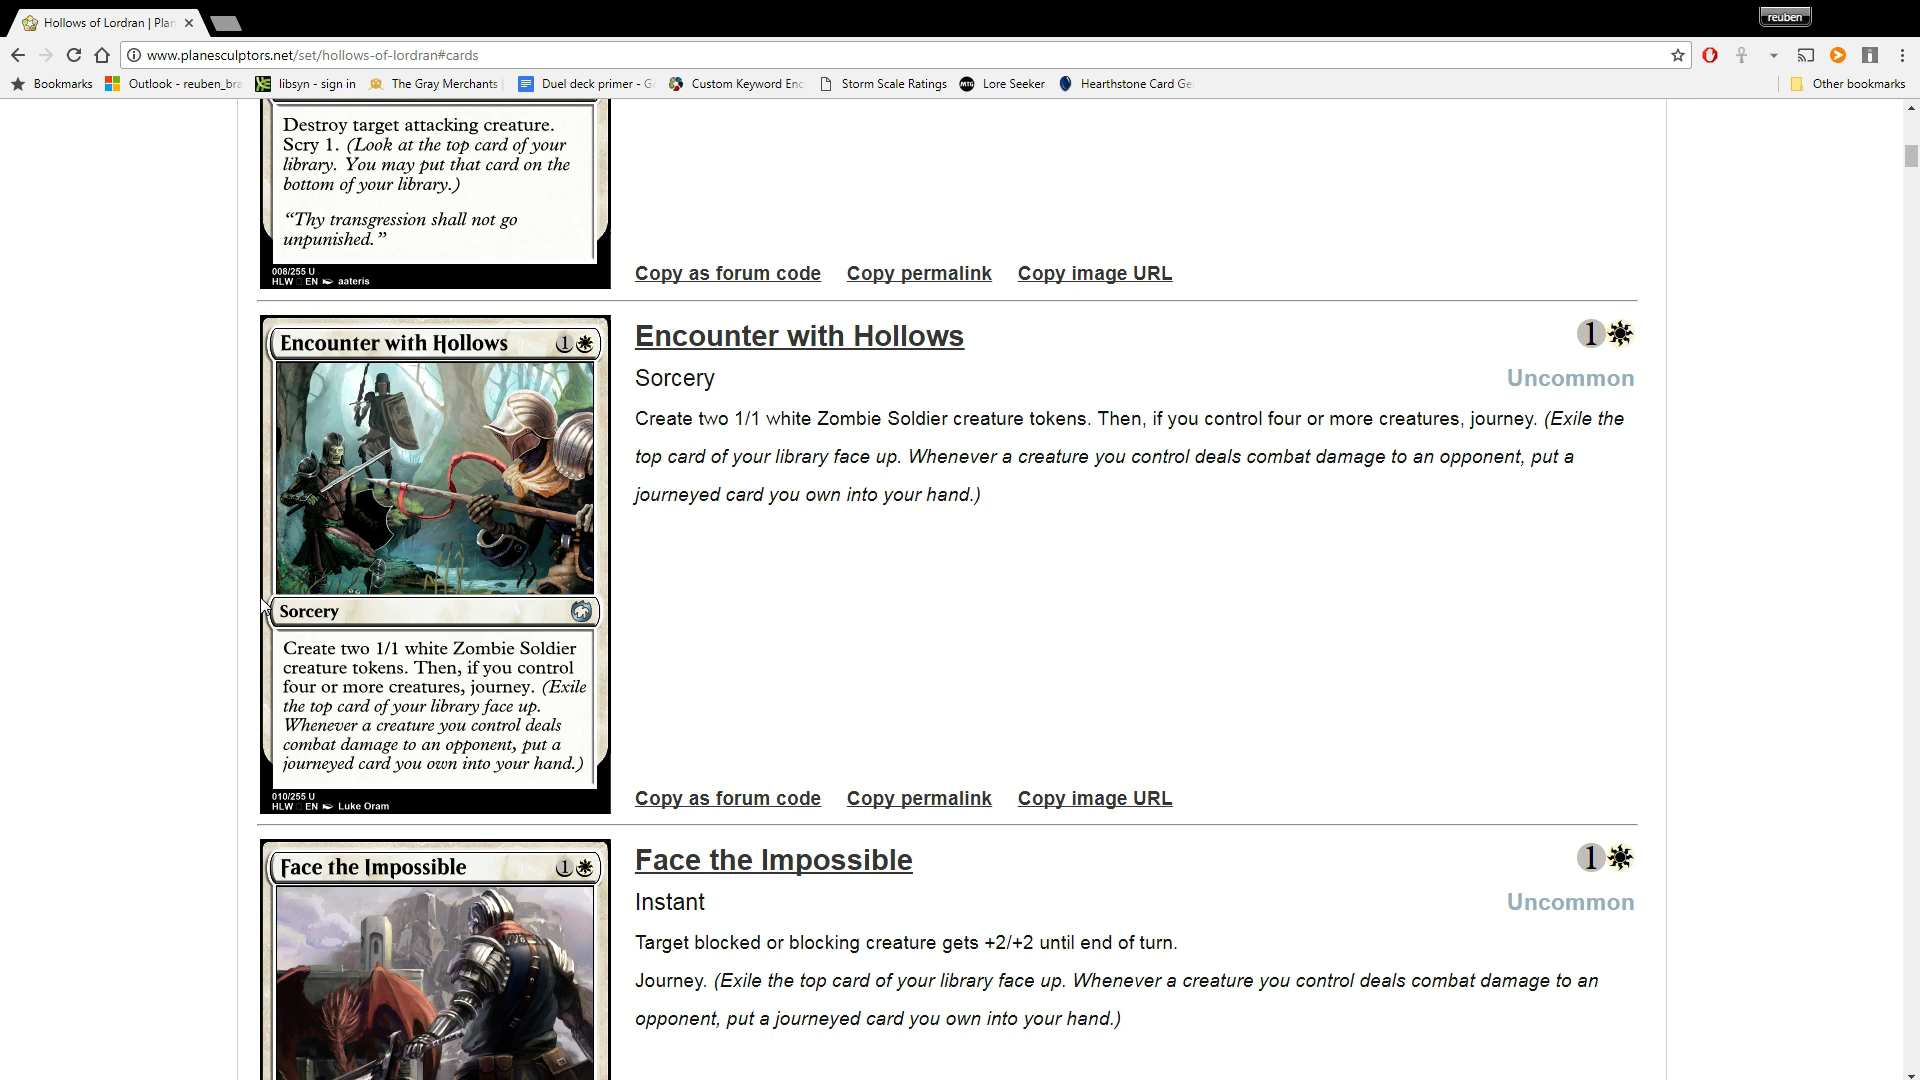 Hollows of Lordran | Plan
reuben
www.planesculptors.net/set/hollows-of-lordran#cards
Bookmarks
Outlook - reuben_bra
libsyn - sign in
The Gray Merchants
Duel deck primer - G
Custom Keyword Enc
Storm Scale Ratings
Lore Seeker
Hearthstone Card Ge
Other bookmarks
Destroy target attacking creature.
Scry 1. (Look at the top card of your
library. You may put that card on the
bottom of your library.)
“Thy transgression shall not go
unpunished.”
008/255 U
HLW EN aateris
Copy as forum code
Copy permalink
Copy image URL
Encounter with Hollows 1
Sorcery
Create two 1/1 white Zombie Soldier
creature tokens. Then, if you control
four or more creatures, journey. (Exile
the top card of your library face up.
Whenever a creature you control deals
combat damage to an opponent, put a
journeyed card you own into your hand.)
010/255 U
HLW EN Luke Oram
Encounter with Hollows 1
Sorcery
Uncommon
Create two 1/1 white Zombie Soldier creature tokens. Then, if you control four or more creatures, journey. (Exile the
top card of your library face up. Whenever a creature you control deals combat damage to an opponent, put a
journeyed card you own into your hand.)
Copy as forum code
Copy permalink
Copy image URL
Face the Impossible 1
Face the Impossible 1
Instant
Uncommon
Target blocked or blocking creature gets +2/+2 until end of turn.
Journey. (Exile the top card of your library face up. Whenever a creature you control deals combat damage to an
opponent, put a journeyed card you own into your hand.)